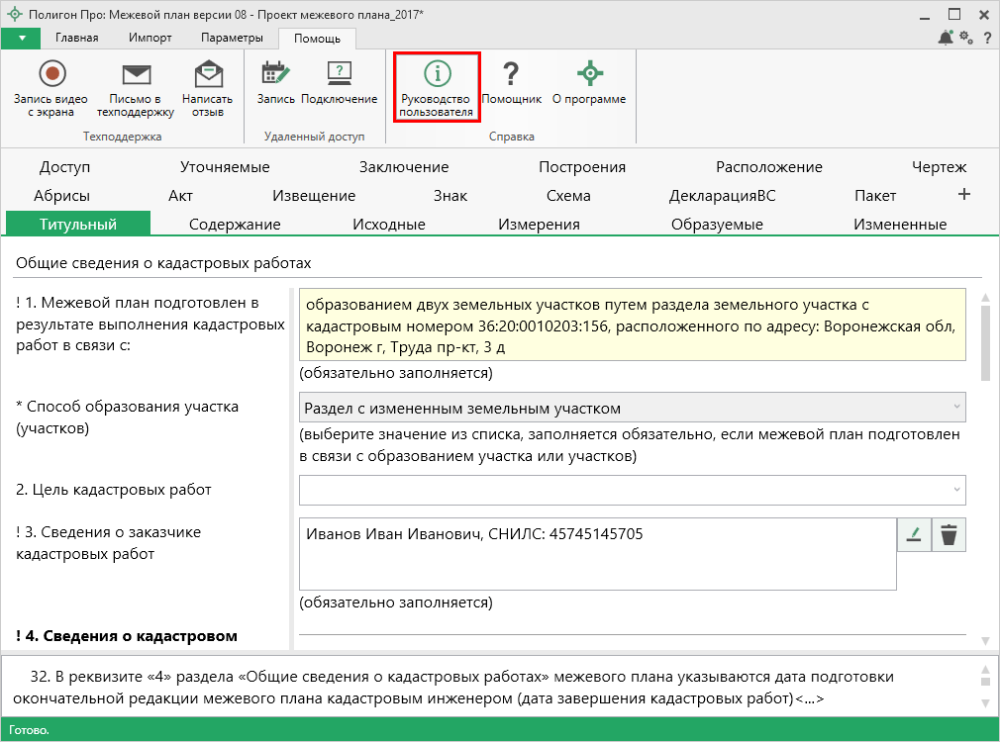 Полигон Про: Межевой план версии 08 - Проект межевого плана_2017*
Главная Импорт Параметры Помощь
Запись видео с экрана
Письмо в техподдержку
Написать отзыв
Техподдержка
Запись Подключение
Удаленный доступ
Руководство пользователя
Помощник О программе
Справка
Доступ Уточняемые Заключение Построения Расположение Чертеж
Абрисы Акт Извещение Знак Схема ДекларацияВС Пакет +
Титульный Содержание Исходные Измерения Образуемые Измененные
Общие сведения о кадастровых работах
! 1. Межевой план подготовлен в
результате выполнения кадастровых
работ в связи с:
образованием двух земельных участков путем раздела земельного участка с
кадастровым номером 36:20:0010203:156, расположенного по адресу: Воронежская обл,
Воронеж г, Труда пр-кт, 3 д
(обязательно заполняется)
* Способ образования участка
(участков)
Раздел с измененным земельным участком
(выберите значение из списка, заполняется обязательно, если межевой план подготовлен
в связи с образованием участка или участков)
2. Цель кадастровых работ
! 3. Сведения о заказчике
кадастровых работ
Иванов Иван Иванович, СНИЛС: 45745145705
(обязательно заполняется)
! 4. Сведения о кадастровом
32. В реквизите «4» раздела «Общие сведения о кадастровых работах» межевого плана указываются дата подготовки
окончательной редакции межевого плана кадастровым инженером (дата завершения кадастровых работ)<...>
Готово.